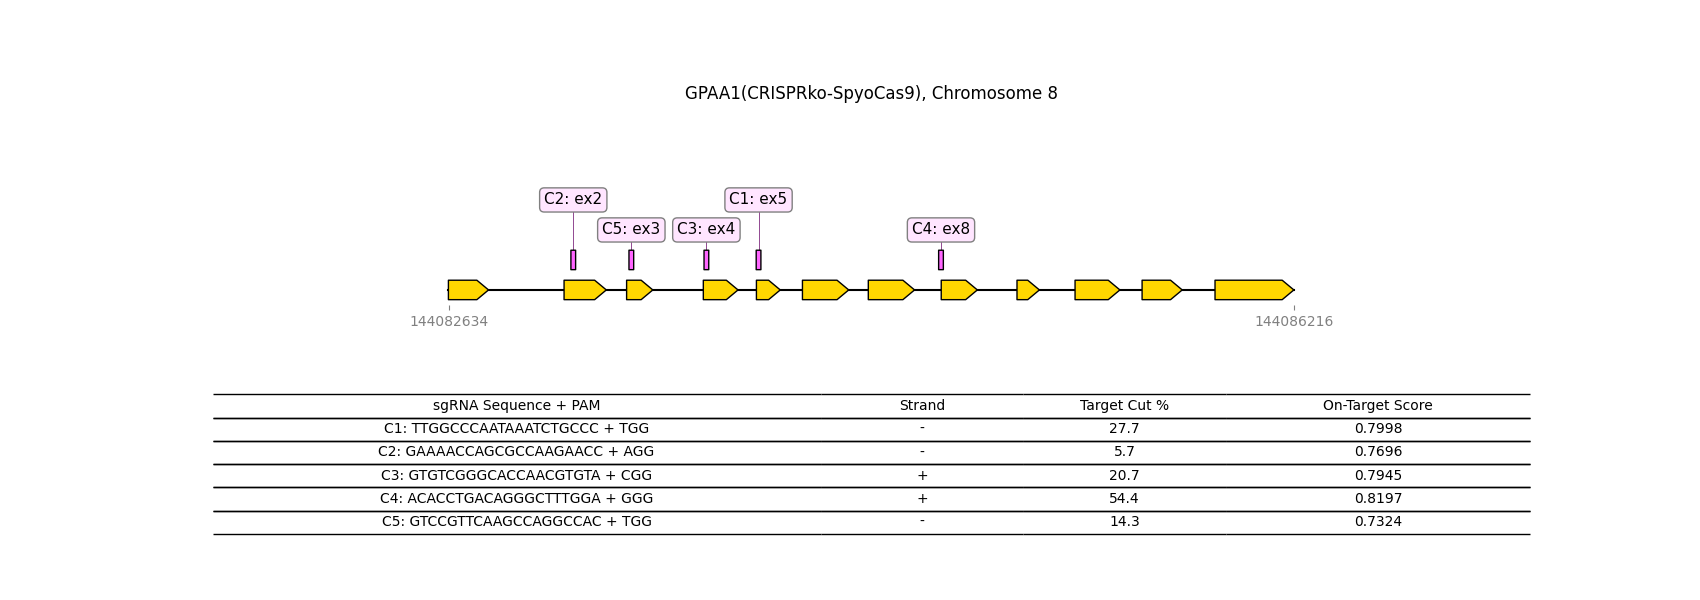 GPAA1(CRISPRko-SpyoCas9), Chromosome 8
C2: ex2
C1: ex5
C5: ex3
C3: ex4
C4: ex8
144082634
144086216
sgRNA Sequence + PAM Strand Target Cut % On-Target Score
C1: TTGGCCCAATAAATCTGCCC + TGG - 27.7 0.7998
C2: GAAAACCAGCGCCAAGAACC + AGG - 5.7 0.7696
C3: GTGTCGGGCACCAACGTGTA + CGG + 20.7 0.7945
C4: ACACCTGACAGGGCTTTGGA + GGG + 54.4 0.8197
C5: GTCCGTTCAAGCCAGGCCAC + TGG - 14.3 0.7324